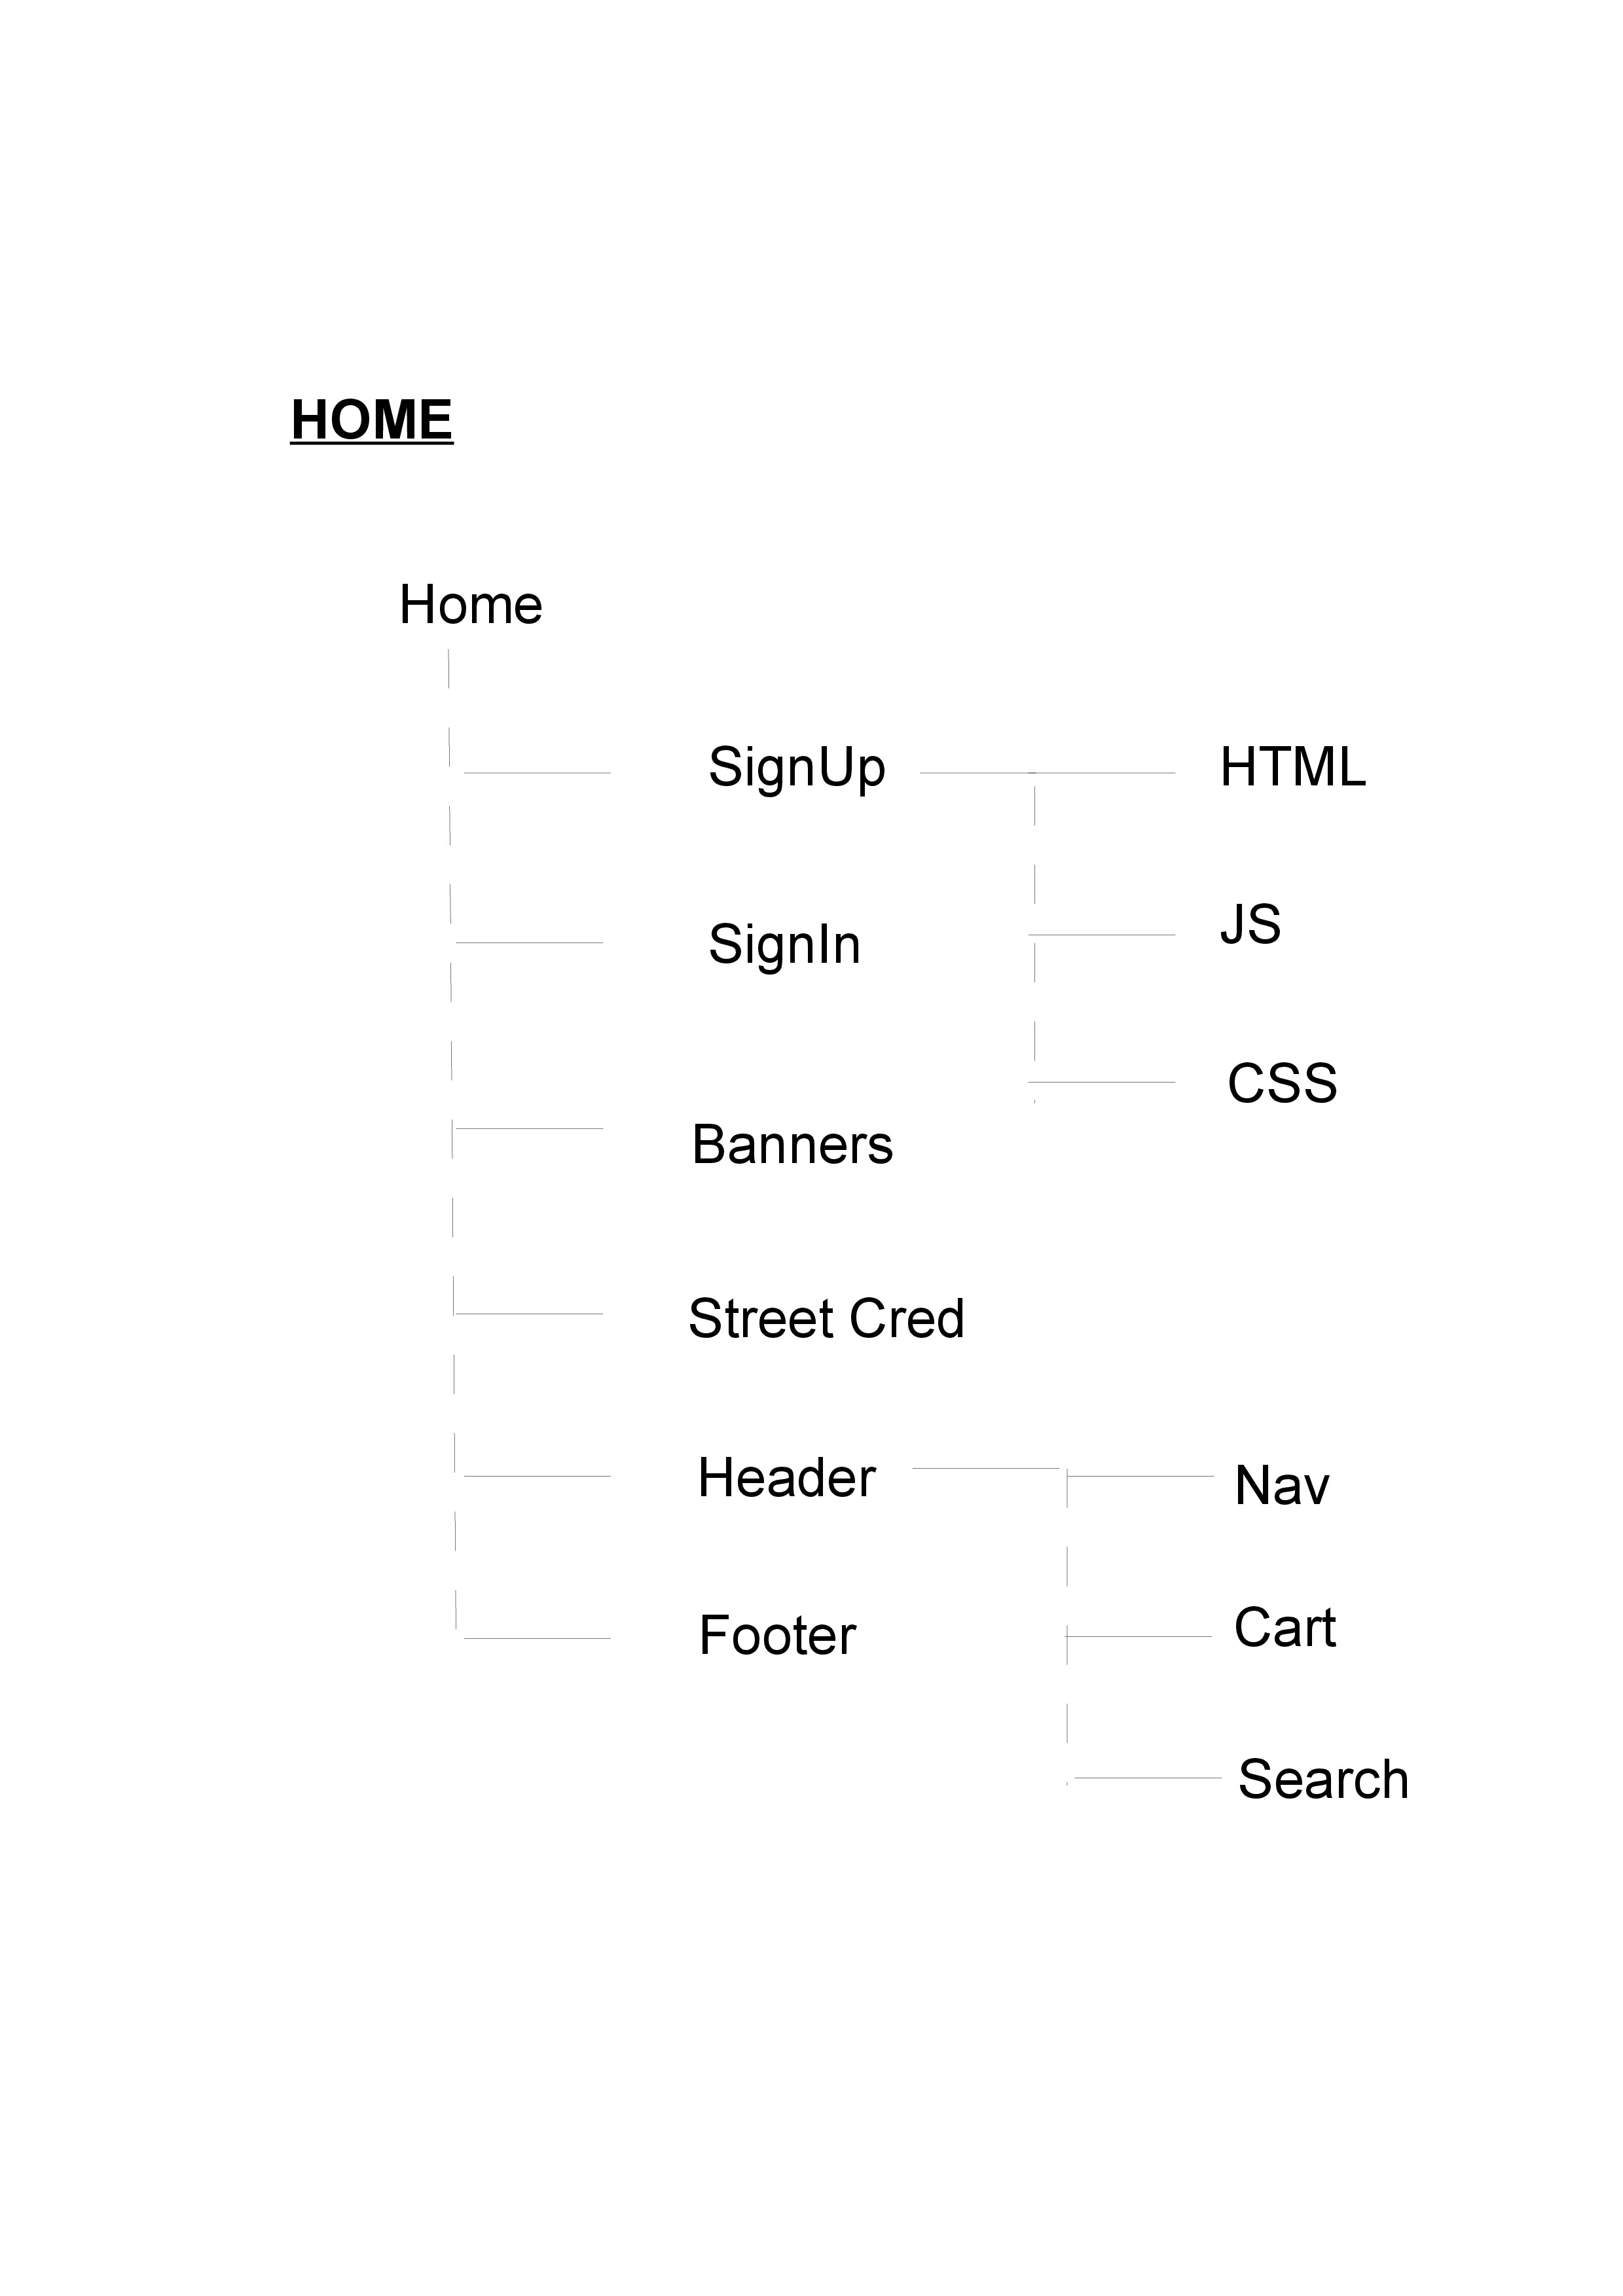 HOME
Home
SignUp HTML
JS
SignIn
CSS
Banners
Street Cred
Header Nav
Cart
Footer
Search